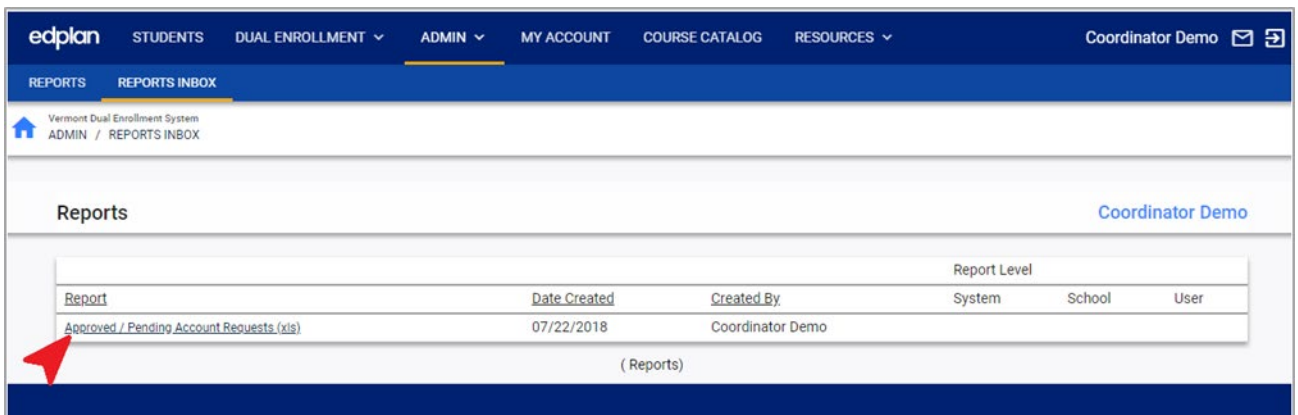 edplan STUDENTS DUAL ENROLLMENT ADMIN MY ACCOUNT COURSE CATALOG RESOURCES Coordinator Demo
REPORTS REPORTS INBOX
Vermont Dual Enrollment System
ADMIN / REPORTS INBOX
Reports Coordinator Demo
Report Level
Report Date Created Created By System School User
Approved / Pending Account Requests (xls) 07/22/2018 Coordinator Demo
( Reports)